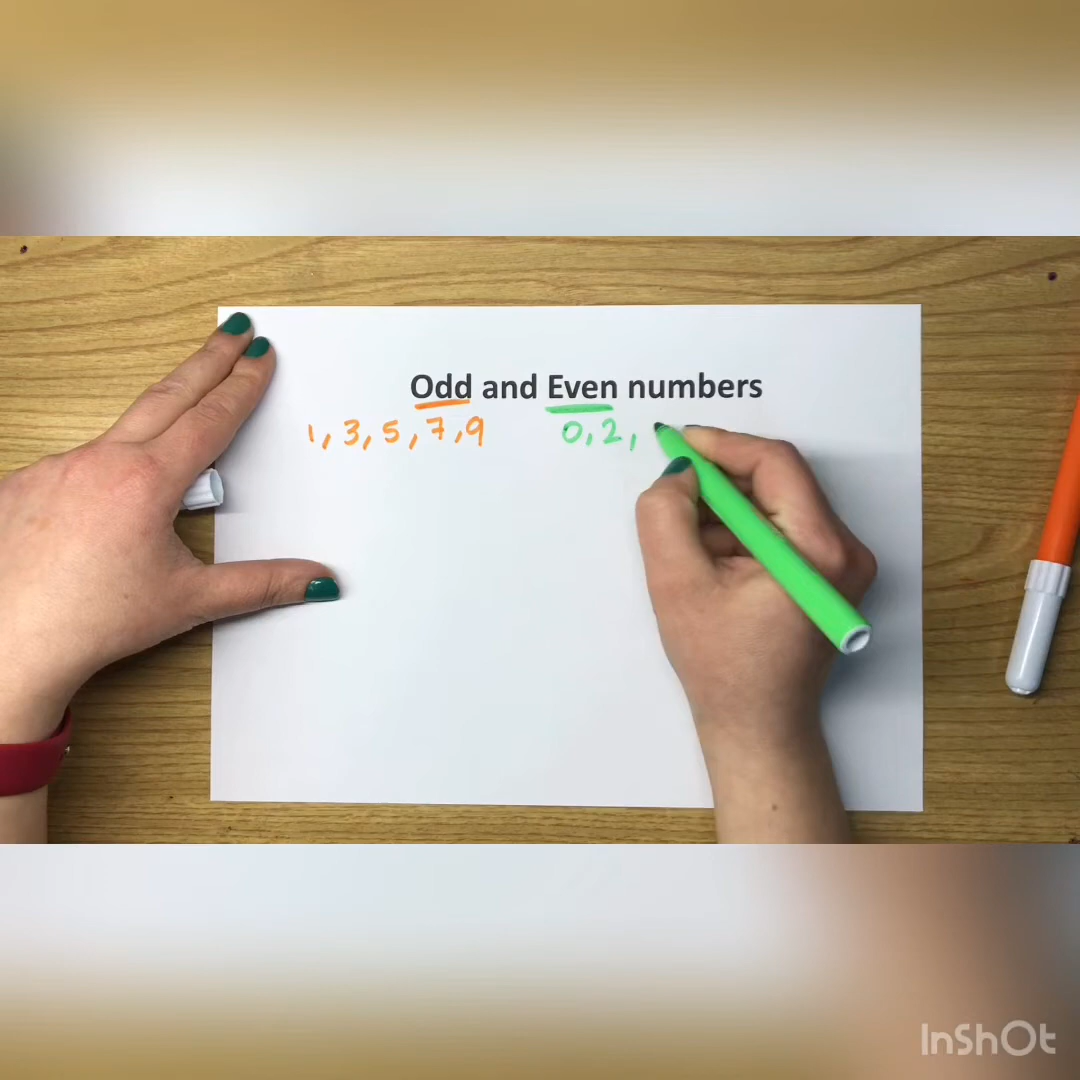 Odd and Even numbers
1, 3, 5, 7, 9 0, 2,
InShOt